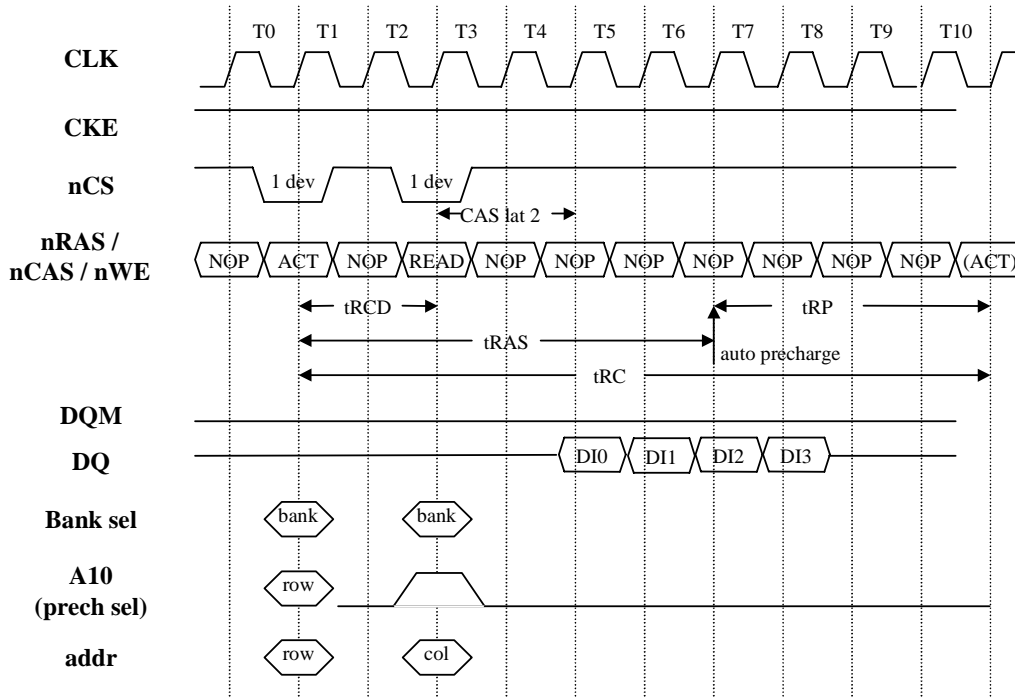 T0 T1 T2 T3 T4 T5 T6 T7 T8 T9 T10
CLK
CKE
nCS
1 dev 1 dev
CAS lat 2
nRAS /
nCAS / nWE
NOP ACT NOP READ NOP NOP NOP NOP NOP NOP NOP (ACT)
tRCD tRP
tRAS
auto precharge
tRC
DQM
DQ
DI0 DI1 DI2 DI3
Bank sel
bank bank
A10
(prech sel)
row
addr
row col